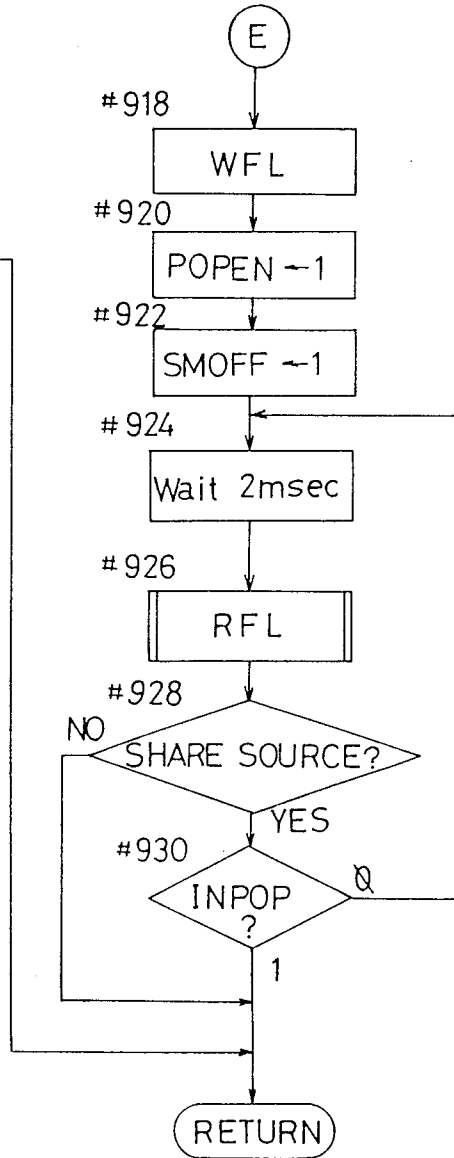 E
#918
WFL
#920
POPEN ←1
#922
SMOFF ←1
#924
Wait 2msec
#926
RFL
#928
NO
SHARE SOURCE?
YES
#930
INPOP
?
0
1
RETURN